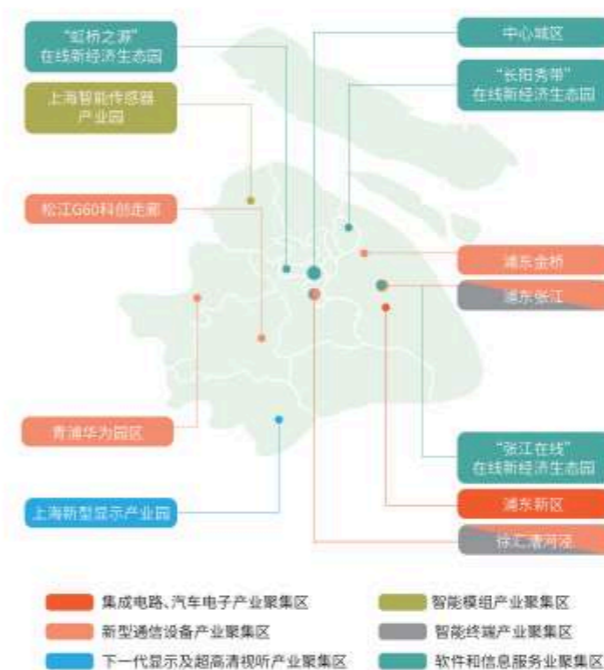 “虹桥之源”
在线新经济生态园
上海智能传感器
产业园
松江G60科创走廊
青浦华为园区
上海新型显示产业园
中心城区
“长阳秀带”
在线新经济生态园
浦东金桥
浦东张江
“张江在线”
在线新经济生态园
浦东新区
徐汇漕河泾
集成电路、汽车电子产业聚集区
新型通信设备产业聚集区
下一代显示及超高清视听产业聚集区
智能模组产业聚集区
智能终端产业聚集区
软件和信息服务业聚集区